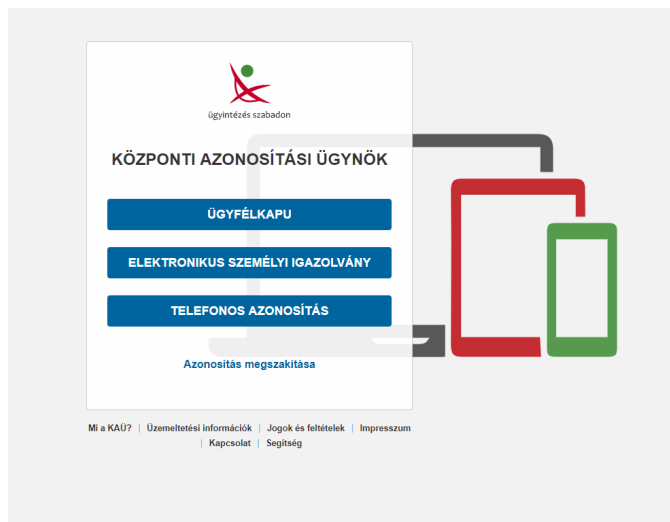 ügyintézés szabadon
KÖZPONTI AZONOSÍTÁSI ÜGYNÖK
ÜGYFÉLKAPU
ELEKTRONIKUS SZEMÉLYI IGAZOLVÁNY
TELEFONOS AZONOSÍTÁS
Azonosítás megszakítása
Mi a KAÜ? | Üzemeltetési információk | Jogok és feltételek | Impresszum
| Kapcsolat | Segítség